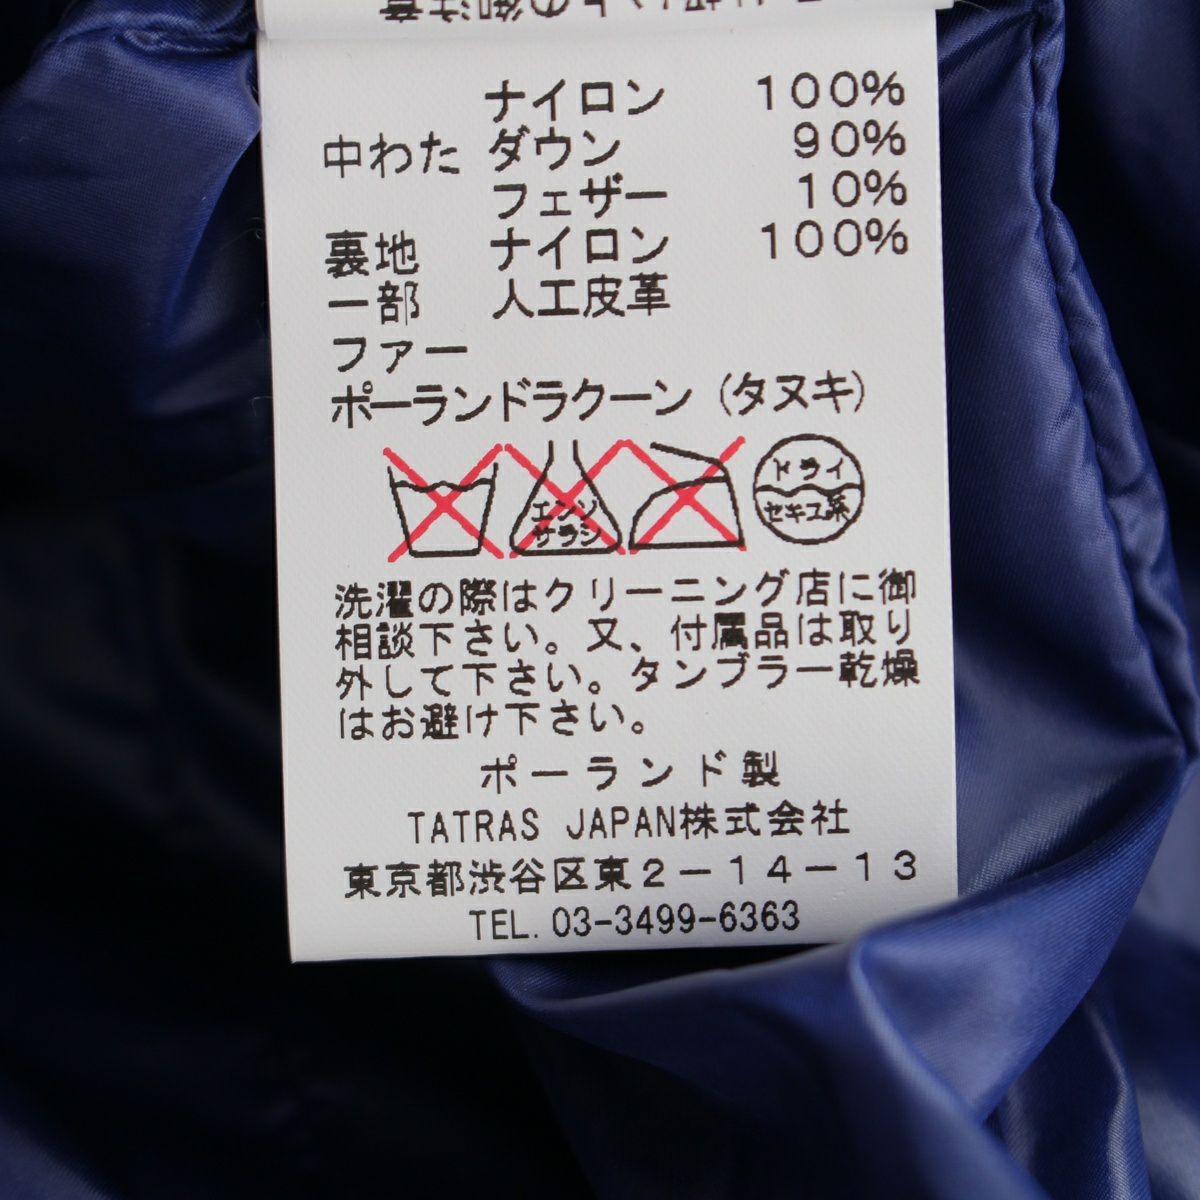 ナイロン 100%
中わた ダウン 90%
フェザー 10%
裏地 ナイロン 100%
一部 人工皮革
ファー
ポーランドラクーン (タヌキ)
エンソ
サラシ
ドライ
セキユ系
洗濯の際はクリーニング店に御
相談下さい。又、付属品は取り
外して下さい。タンブラー乾燥
はお避け下さい。
ポーランド製
TATRAS JAPAN株式会社
東京都渋谷区東2-14-13
TEL. 03-3499-6363